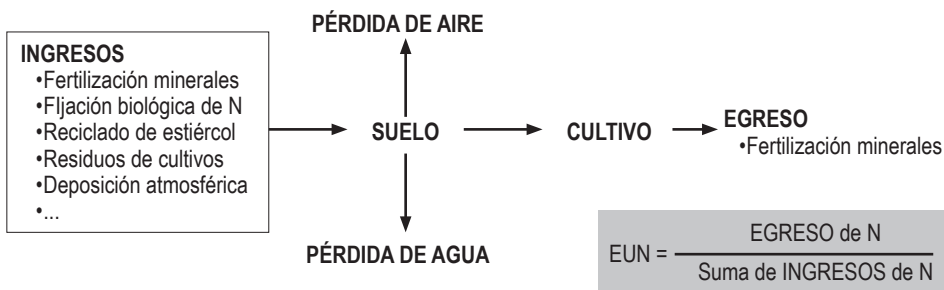 PÉRDIDA DE AIRE
INGRESOS
•Fertilización minerales
•FIjación biológica de N
•Reciclado de estiércol
•Residuos de cultivos
•Deposición atmosférica
•...
SUELO
CULTIVO
EGRESO
•Fertilización minerales
PÉRDIDA DE AGUA
EUN =
EGRESO de N
Suma de INGRESOS de N